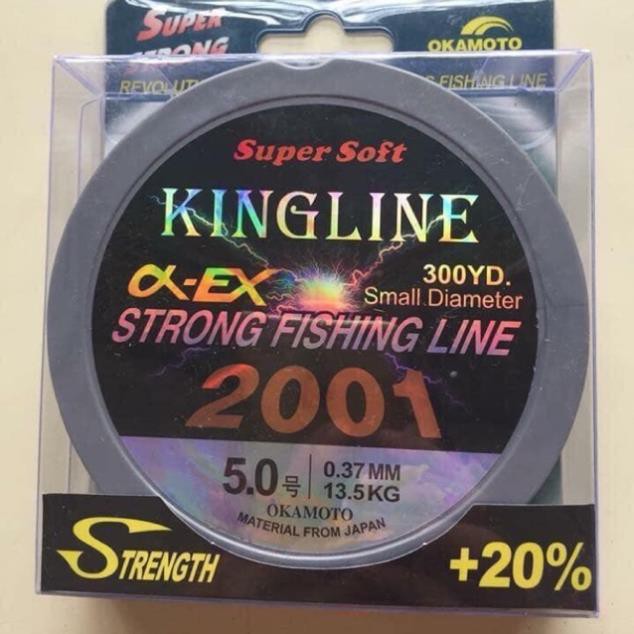 SUPER
STRONG
OKAMOTO
FISHING LINE
Super Soft
KINGLINE
α-EX
300YD.
Small Diameter
STRONG FISHING LINE
2001
5.0号
0.37MM
13.5KG
OKAMOTO
MATERIAL FROM JAPAN
STRENGTH
+20%